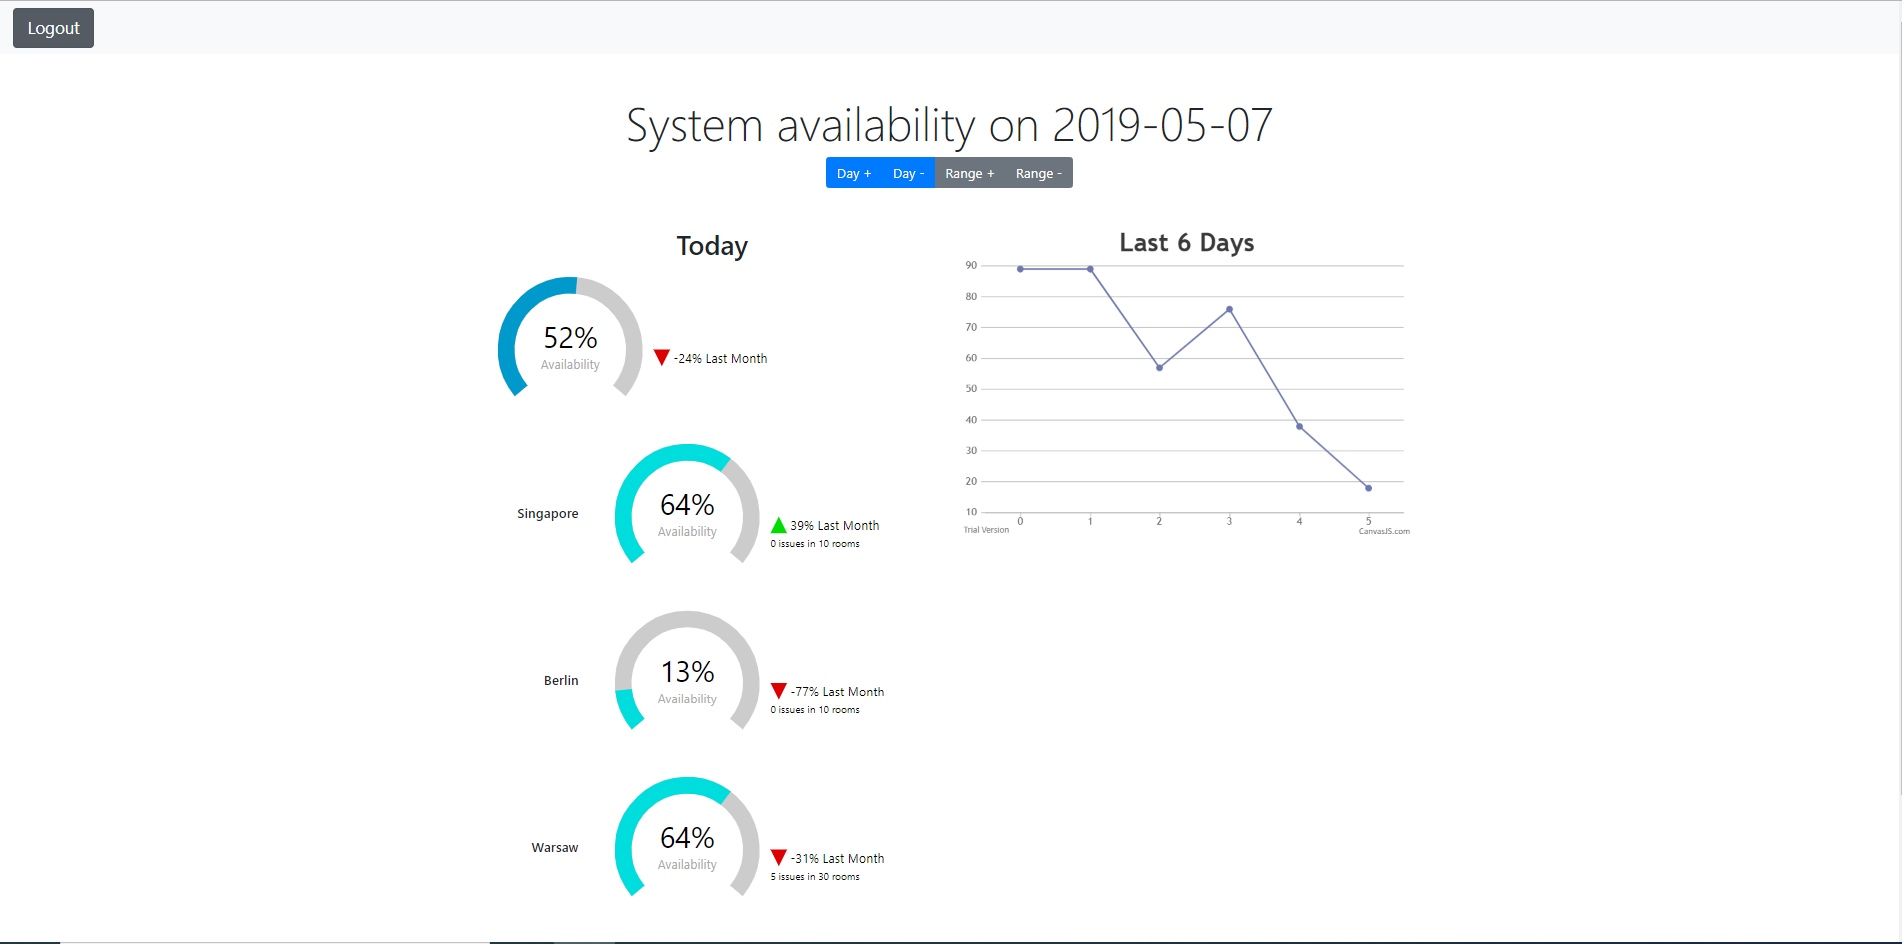 Logout
System availability on 2019-05-07
Day +
Day -
Range +
Range -
Today
52%
Availability
-24% Last Month
Singapore
64%
Availability
39% Last Month
0 issues in 10 rooms
Berlin
13%
Availability
-77% Last Month
0 issues in 10 rooms
Warsaw
64%
Availability
-31% Last Month
5 issues in 30 rooms
Last 6 Days
90
80
70
60
50
40
30
20
10
0
1
2
3
4
5
Trial Version
CanvasJS.com